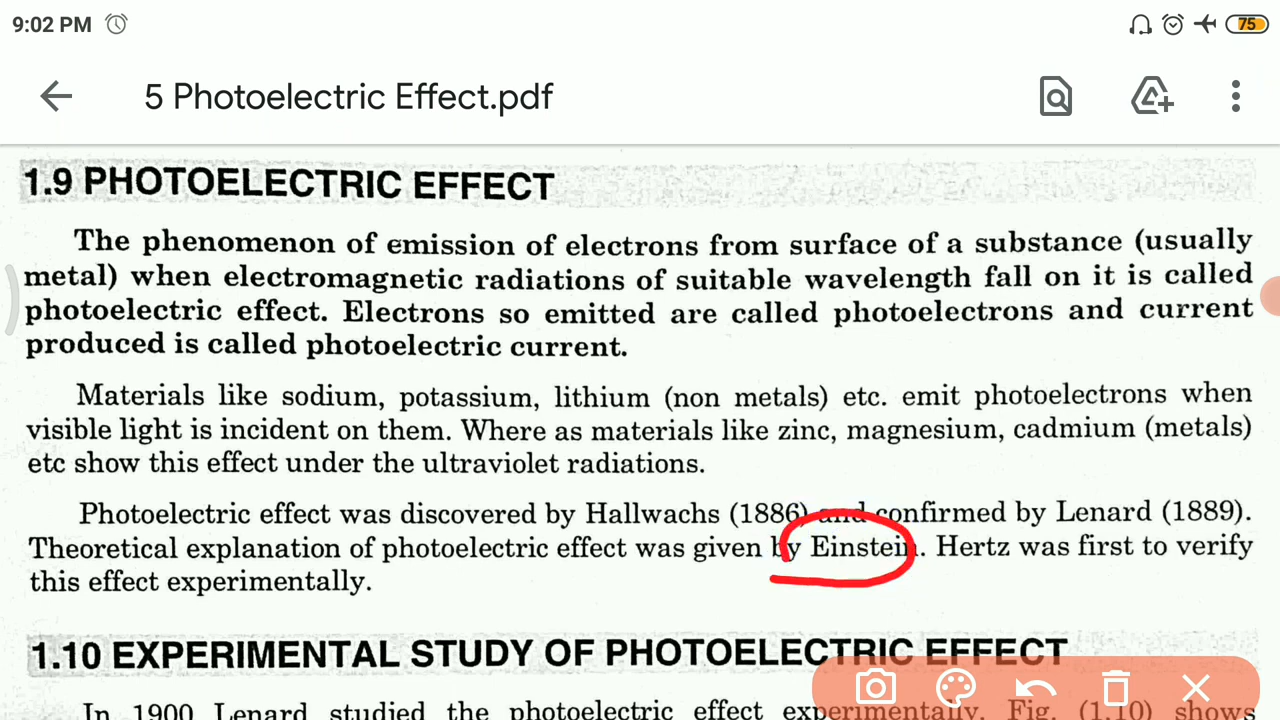 9:02 PM
75
5 Photoelectric Effect.pdf
1.9 PHOTOELECTRIC EFFECT
The phenomenon of emission of electrons from surface of a substance (usually
metal) when electromagnetic radiations of suitable wavelength fall on it is called
photoelectric effect. Electrons so emitted are called photoelectrons and current
produced is called photoelectric current.
Materials like sodium, potassium, lithium (non metals) etc. emit photoelectrons when
visible light is incident on them. Where as materials like zinc, magnesium, cadmium (metals)
etc show this effect under the ultraviolet radiations.
Photoelectric effect was discovered by Hallwachs (1886) and confirmed by Lenard (1889).
Theoretical explanation of photoelectric effect was given by Einstein. Hertz was first to verify
this effect experimentally.
1.10 EXPERIMENTAL STUDY OF PHOTOELECTRIC EFFECT
In 1900 Lenard studied the photoelectric effect experimentally. Fig. (1.10) shows